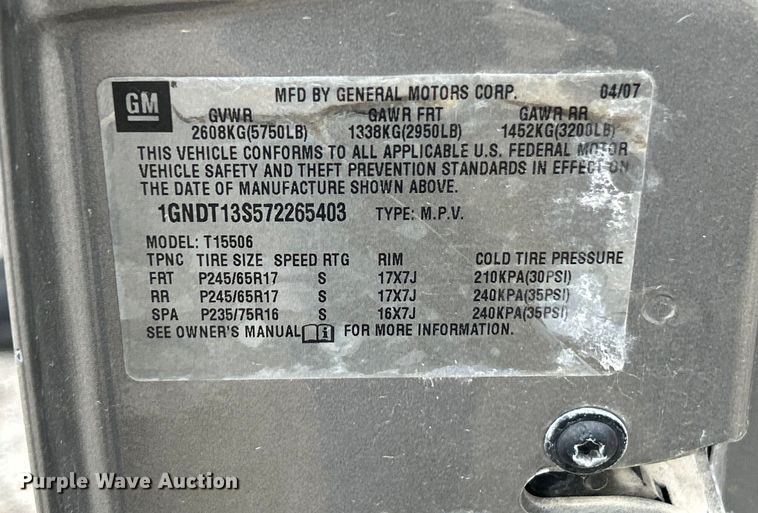 GM ®
MFD BY GENERAL MOTORS CORP. 04/07
GVWR GAWR FRT GAWR RR
2608KG(5750LB) 1338KG(2950LB) 1452KG(3200LB)
THIS VEHICLE CONFORMS TO ALL APPLICABLE U.S. FEDERAL MOTOR
VEHICLE SAFETY AND THEFT PREVENTION STANDARDS IN EFFECT ON
THE DATE OF MANUFACTURE SHOWN ABOVE.
1GNDT13S572265403 TYPE: M.P.V.
MODEL: T15506
TPNC TIRE SIZE SPEED RTG RIM COLD TIRE PRESSURE
FRT P245/65R17 S 17X7J 210KPA(30PSI)
RR P245/65R17 S 17X7J 240KPA(35PSI)
SPA P235/75R16 S 16X7J 240KPA(35PSI)
SEE OWNER'S MANUAL i FOR MORE INFORMATION.
Purple Wave Auction